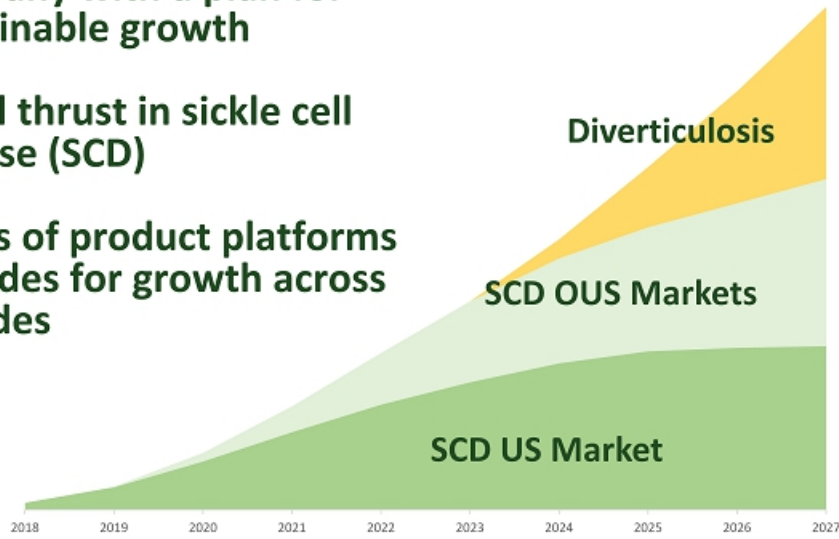 inable growth
thrust in sickle cell
se (SCD)
s of product platforms
des for growth across
des
Diverticulosis
SCD OUS Markets
SCD US Market
2018 2019 2020 2021 2022 2023 2024 2025 2026 2027